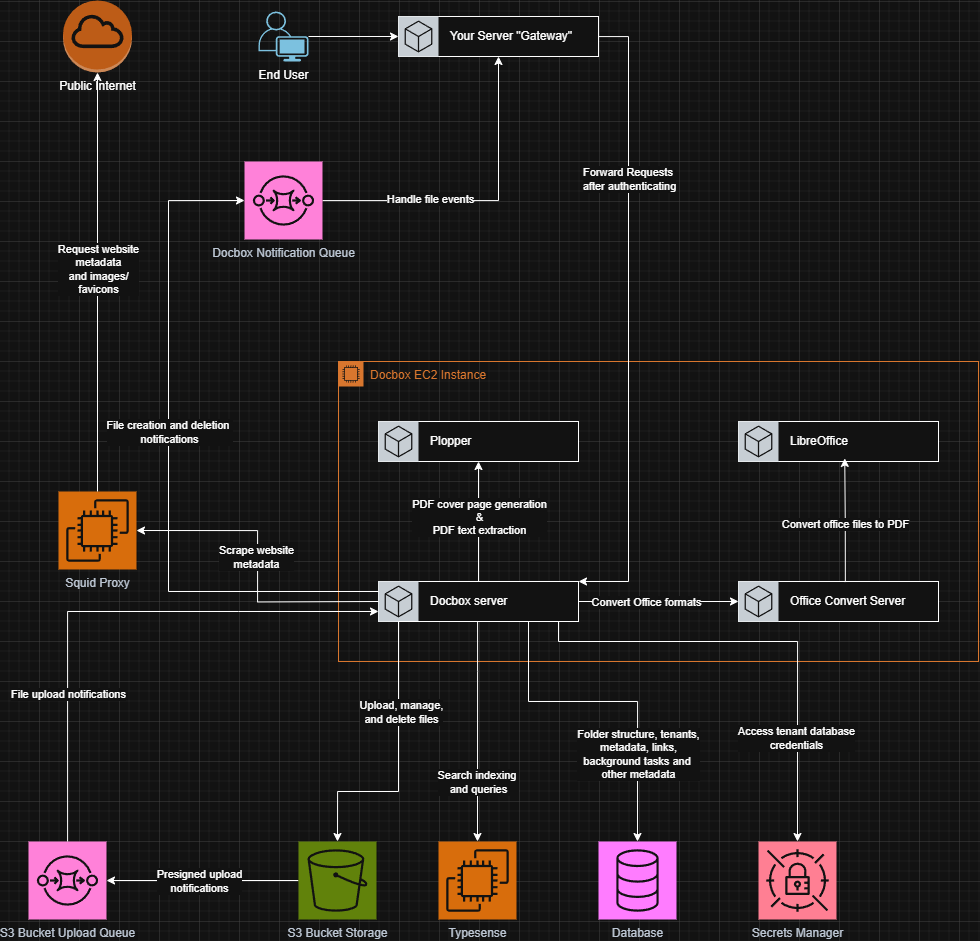 Public Internet
End User
Your Server "Gateway"
Forward Requests
after authenticating
Handle file events
Docbox Notification Queue
Request website
metadata
and images/
favicons
Docbox EC2 Instance
File creation and deletion
notifications
Plopper
LibreOffice
PDF cover page generation
&
PDF text extraction
Convert office files to PDF
Scrape website
metadata
Squid Proxy
Docbox server
Convert Office formats
Office Convert Server
File upload notifications
Upload, manage,
and delete files
Search indexing
and queries
Folder structure, tenants,
metadata, links,
background tasks and
other metadata
Access tenant database
credentials
Presigned upload
notifications
S3 Bucket Upload Queue
S3 Bucket Storage
Typesense
Database
Secrets Manager